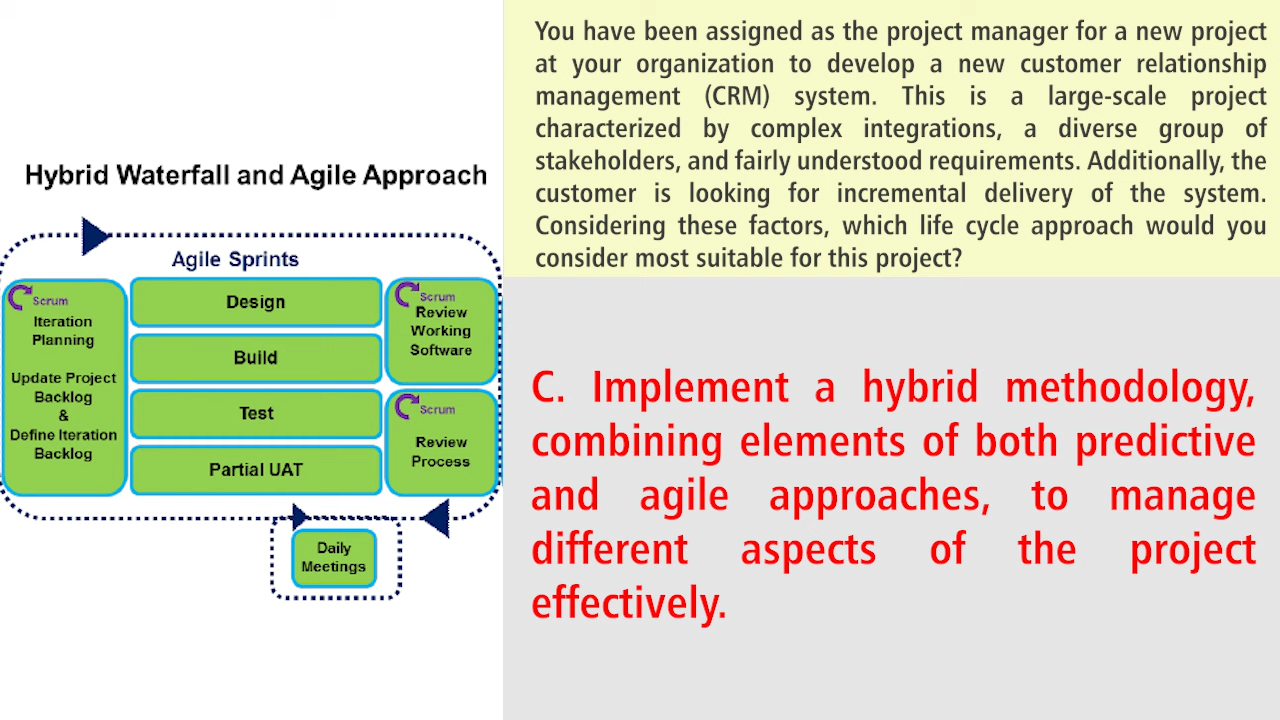 Hybrid Waterfall and Agile Approach
Agile Sprints
Scrum
Iteration
Planning
Update Project
Backlog
&
Define Iteration
Backlog
Design
Build
Test
Partial UAT
Scrum
Review
Working
Software
Scrum
Review
Process
Daily
Meetings
You have been assigned as the project manager for a new project
at your organization to develop a new customer relationship
management (CRM) system. This is a large-scale project
characterized by complex integrations, a diverse group of
stakeholders, and fairly understood requirements. Additionally, the
customer is looking for incremental delivery of the system.
Considering these factors, which life cycle approach would you
consider most suitable for this project?
C. Implement a hybrid methodology,
combining elements of both predictive
and agile approaches, to manage
different aspects of the project
effectively.